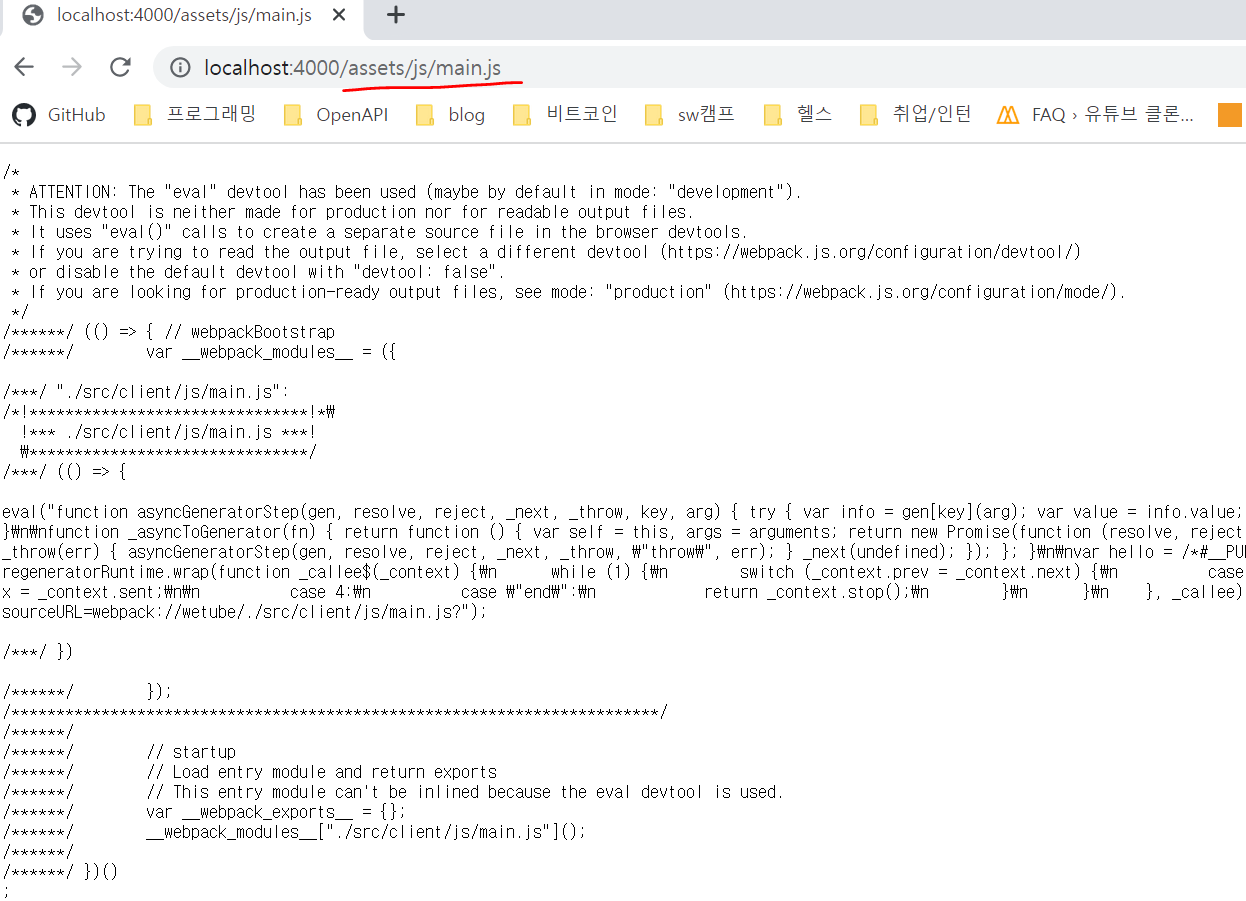 localhost:4000/assets/js/main.js
localhost:4000/assets/js/main.js
GitHub 프로그래밍 OpenAPI blog 비트코인 sw캠프 헬스 취업/인턴 FAQ › 유튜브 클론...
/*
 * ATTENTION: The "eval" devtool has been used (maybe by default in mode: "development").
 * This devtool is neither made for production nor for readable output files.
 * It uses "eval()" calls to create a separate source file in the browser devtools.
 * If you are trying to read the output file, select a different devtool (https://webpack.js.org/configuration/devtool/)
 * or disable the default devtool with "devtool: false".
 * If you are looking for production-ready output files, see mode: "production" (https://webpack.js.org/configuration/mode/).
 */
/******/ (() => { // webpackBootstrap
/******/ 	var __webpack_modules__ = ({

/***/ "./src/client/js/main.js":
/*!*******************************!*₩
  !*** ./src/client/js/main.js ***!
  ₩*******************************/
/***/ (() => {

eval("function asyncGeneratorStep(gen, resolve, reject, _next, _throw, key, arg) { try { var info = gen[key](arg); var value = info.value;
}₩n₩nfunction _asyncToGenerator(fn) { return function () { var self = this, args = arguments; return new Promise(function (resolve, reject
_throw(err) { asyncGeneratorStep(gen, resolve, reject, _next, _throw, ₩"throw₩", err); } _next(undefined); }); }; }₩n₩nvar hello = /*#__PU
regeneratorRuntime.wrap(function _callee$(_context) {₩n      while (1) {₩n        switch (_context.prev = _context.next) {₩n          case
x = _context.sent;₩n₩n          case 4:₩n          case ₩"end₩":₩n            return _context.stop();₩n        }₩n      }₩n    }, _callee)
sourceURL=webpack://wetube/./src/client/js/main.js?");

/***/ })

/******/ 	});
/************************************************************************/
/******/
/******/ 	// startup
/******/ 	// Load entry module and return exports
/******/ 	// This entry module can't be inlined because the eval devtool is used.
/******/ 	var __webpack_exports__ = {};
/******/ 	__webpack_modules__["./src/client/js/main.js"]();
/******/
/******/ })()
;